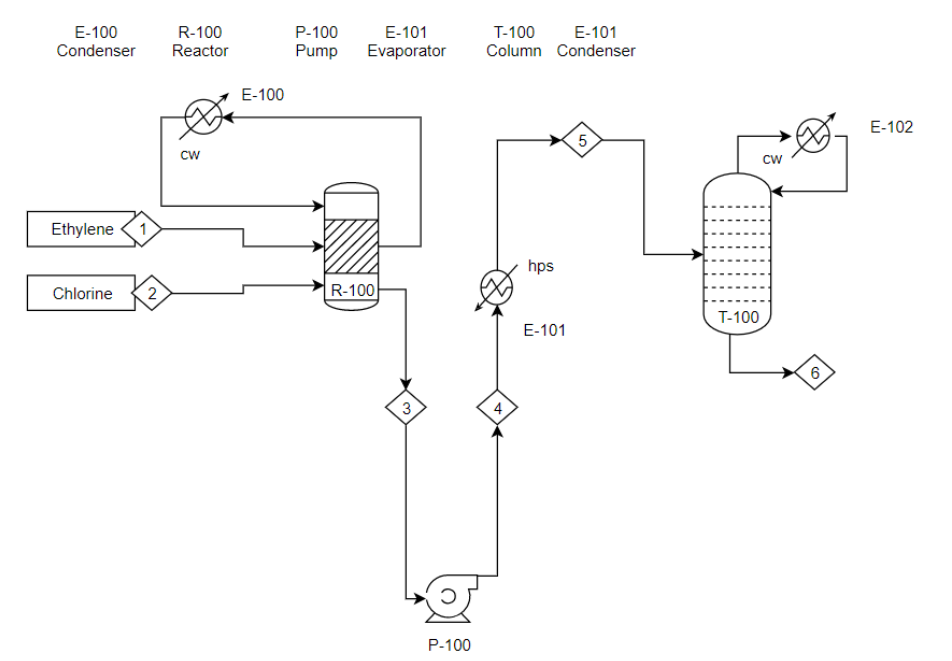 E-100 R-100 P-100 E-101 T-100 E-101
Condenser Reactor Pump Evaporator Column Condenser
E-100
cw
E-102
cw
5
Ethylene 1
Chlorine 2
R-100
hps
E-101
T-100
6
3
4
P-100